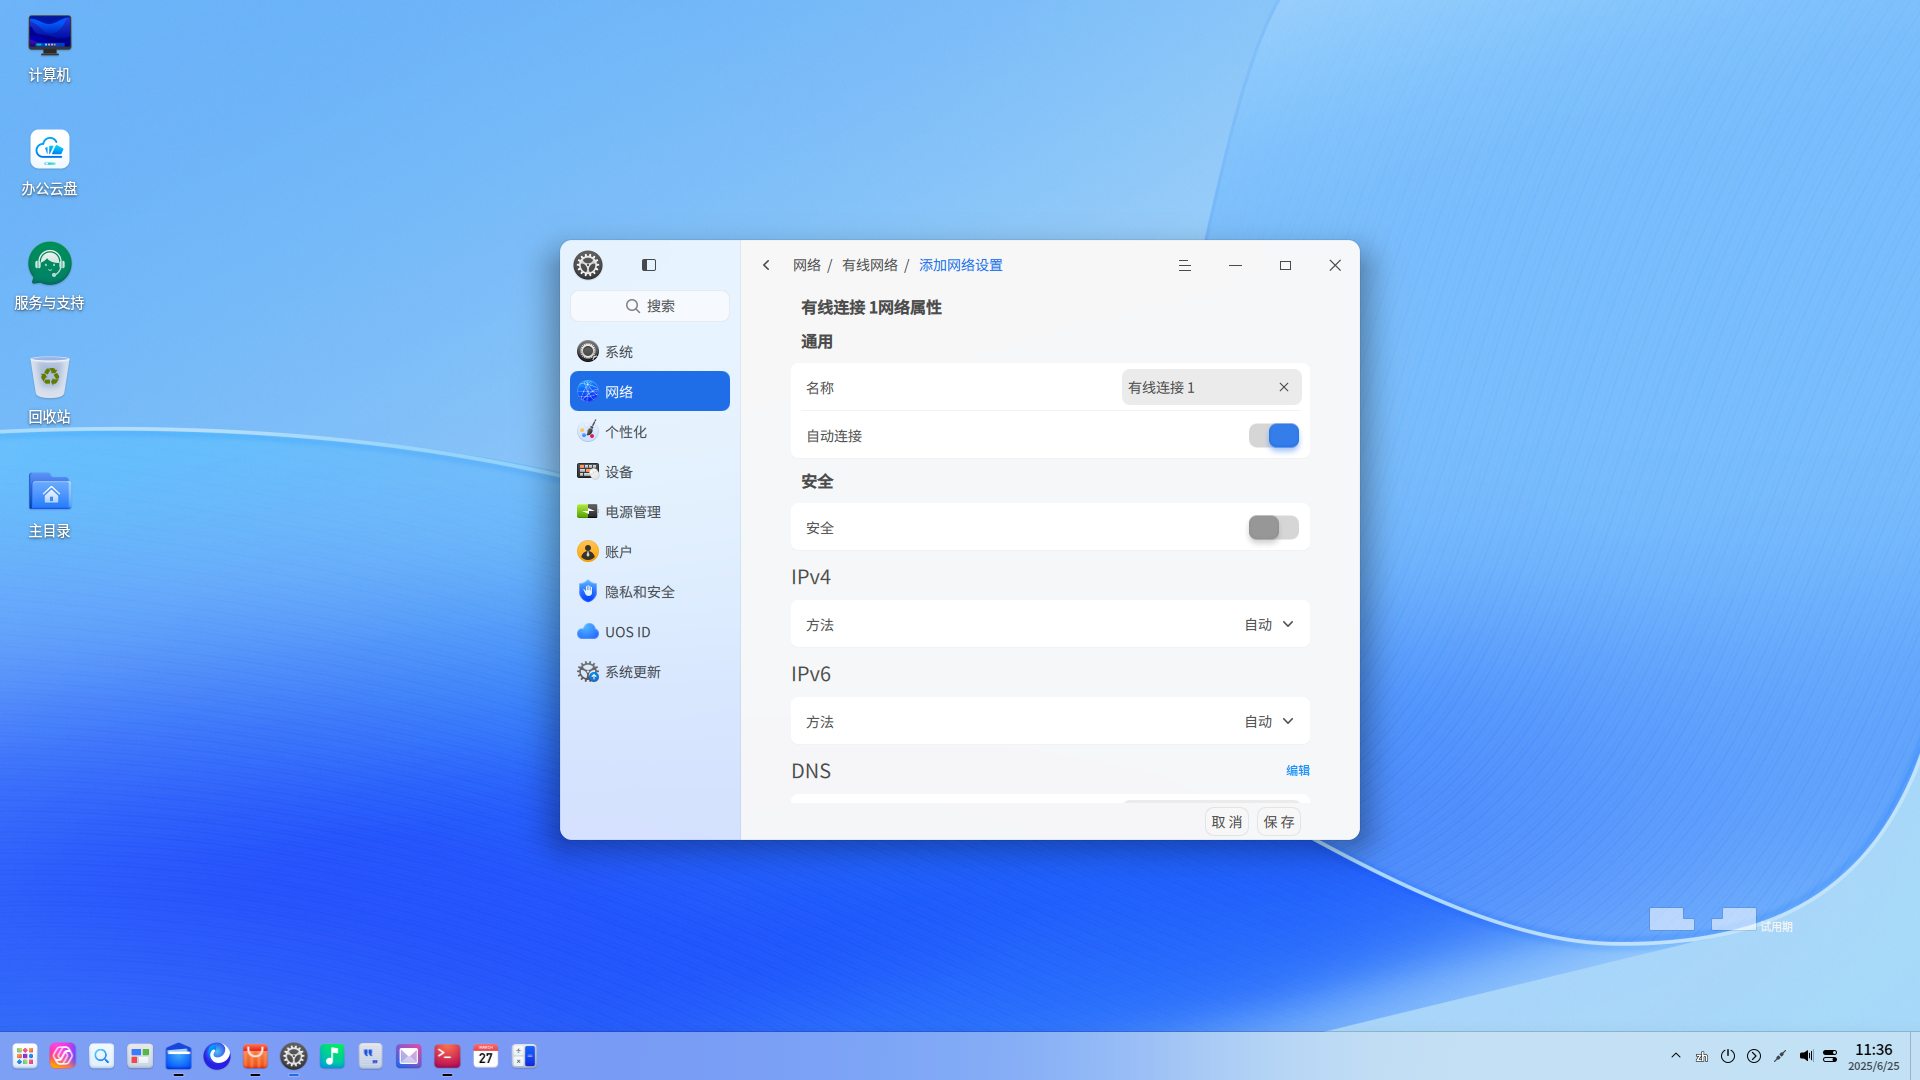 计算机
办公云盘
服务与支持
回收站
主目录
搜索
系统
网络
个性化
设备
电源管理
账户
隐私和安全
UOS ID
系统更新
网络 / 有线网络 / 添加网络设置
有线连接 1网络属性
通用
名称 有线连接 1
自动连接
安全
安全
IPv4
方法 自动
IPv6
方法 自动
DNS 编辑
取消 保存
试用期
27
zh
11:36
2025/6/25